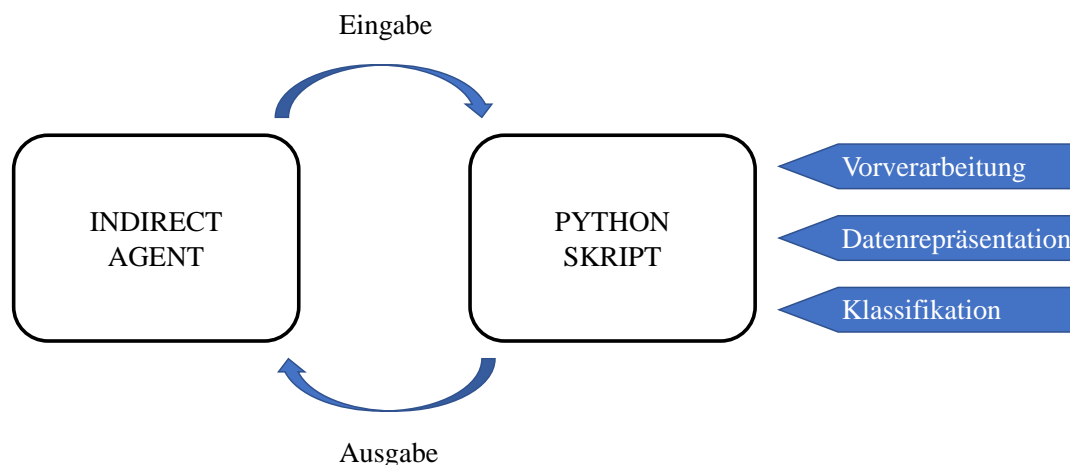 Eingabe
INDIRECT
AGENT
PYTHON
SKRIPT
Vorverarbeitung
Datenrepräsentation
Klassifikation
Ausgabe